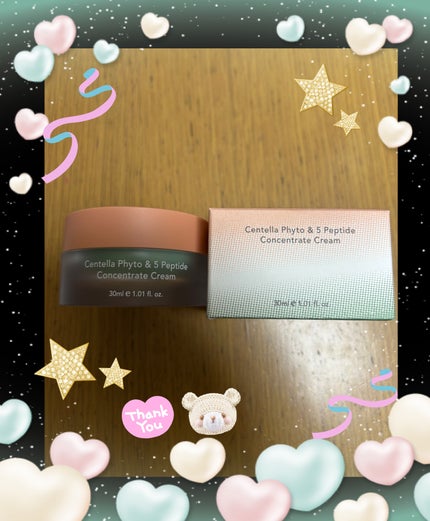 Centella Phyto & 5 Peptide
Concentrate Cream
30ml e 1.01 fl. oz.
Centella Phyto & 5 Peptide
Concentrate Cream
30ml e 1.01 fl. oz.
Thank
You